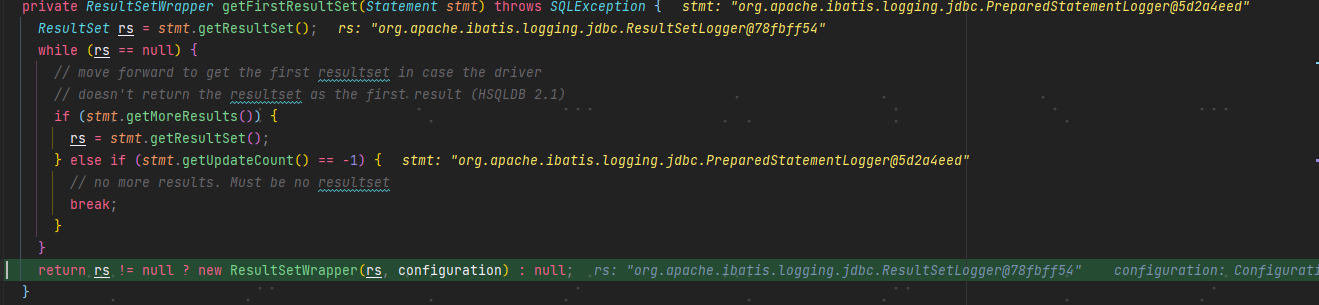 private ResultSetWrapper getFirstResultSet(Statement stmt) throws SQLException {   stmt: "org.apache.ibatis.logging.jdbc.PreparedStatementLogger@5d2a4eed"
ResultSet rs = stmt.getResultSet();   rs: "org.apache.ibatis.logging.jdbc.ResultSetLogger@78fbff54"
while (rs == null) {
// move forward to get the first resultset in case the driver
// doesn't return the resultset as the first result (HSQLDB 2.1)
if (stmt.getMoreResults()) {
rs = stmt.getResultSet();
} else if (stmt.getUpdateCount() == -1) {   stmt: "org.apache.ibatis.logging.jdbc.PreparedStatementLogger@5d2a4eed"
// no more results. Must be no resultset
break;
}
}
return rs != null ? new ResultSetWrapper(rs, configuration) : null;   rs: "org.apache.ibatis.logging.jdbc.ResultSetLogger@78fbff54"   configuration: Configurati
}